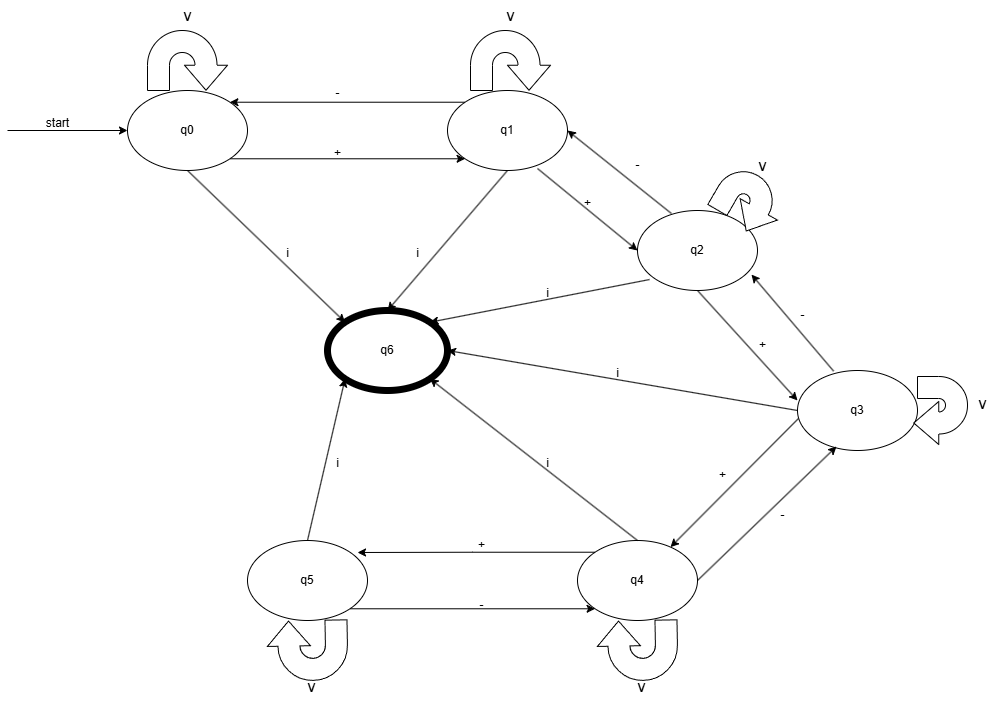 v
v
q0
-
q1
start
+
-
v
+
q2
i
i
i
-
+
q6
i
q3
v
i
i
+
-
+
q5
q4
-
v
v